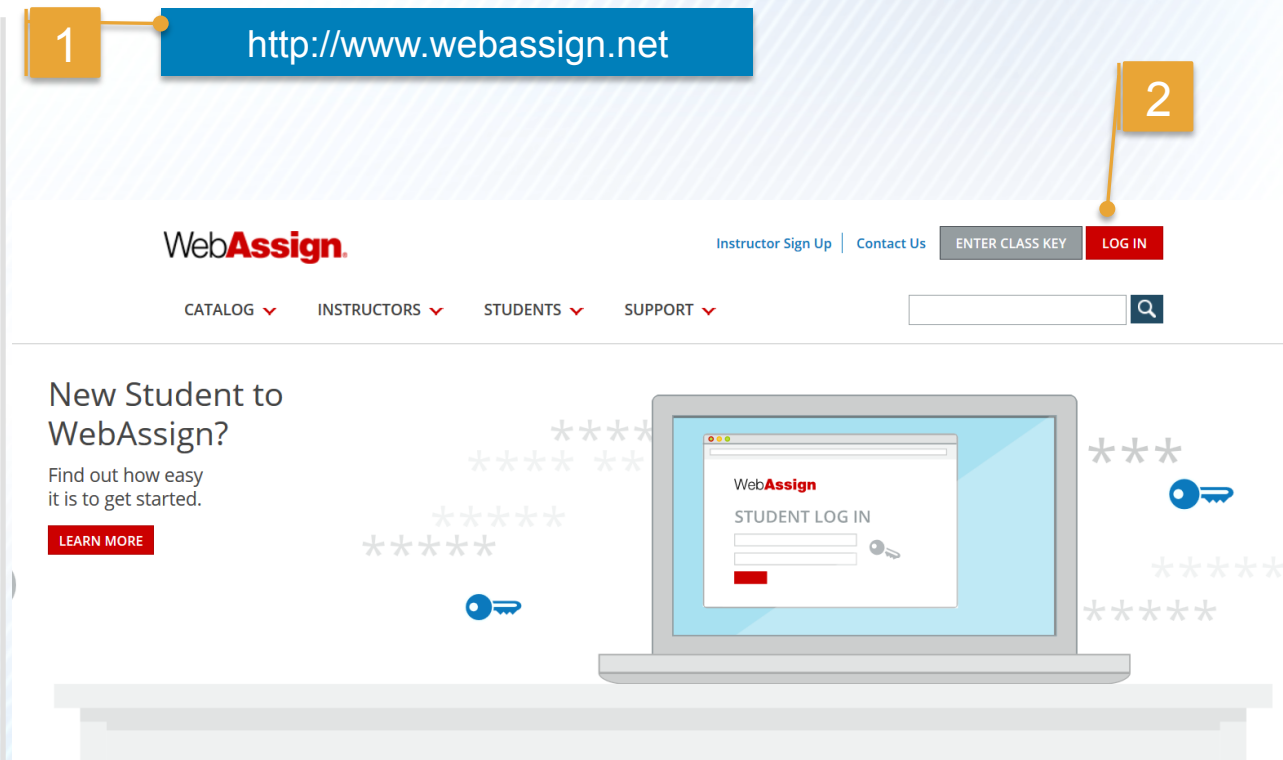 1
http://www.webassign.net
2
WebAssign.
Instructor Sign Up | Contact Us ENTER CLASS KEY LOG IN
CATALOG INSTRUCTORS STUDENTS SUPPORT
New Student to
WebAssign?
Find out how easy
it is to get started.
LEARN MORE
**** 
**** **
*****
*****
WebAssign
STUDENT LOG IN
***
*****
*****